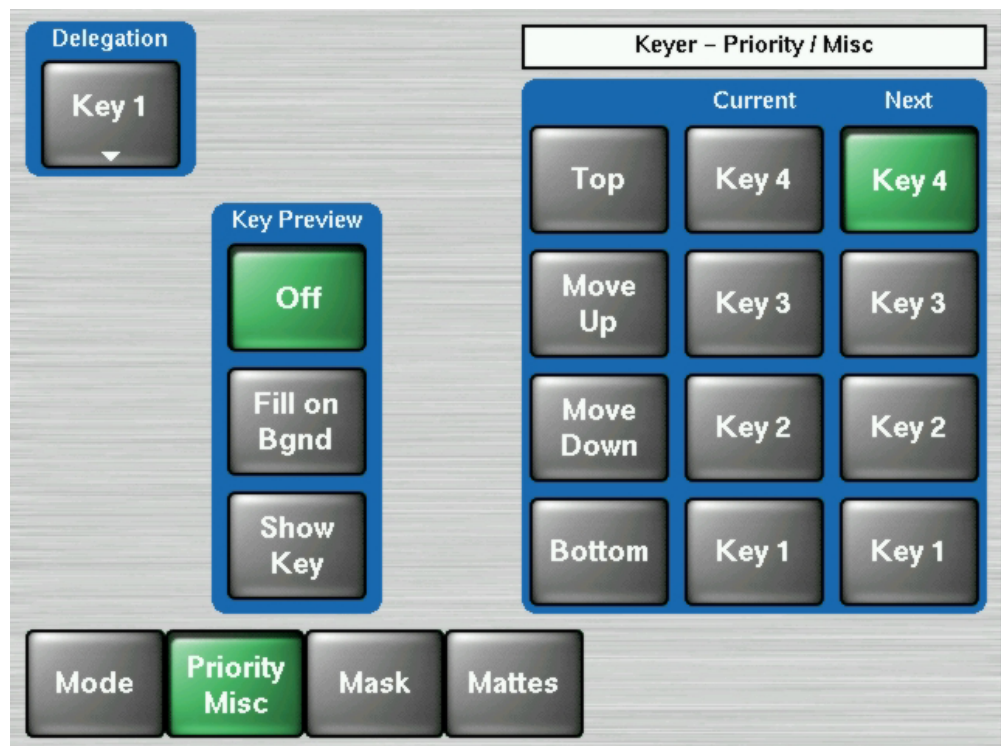 Delegation
Key 1
Keyer – Priority / Misc
Current Next
Top Key 4 Key 4
Key Preview
Off
Move
Up
Key 3 Key 3
Fill on
Bgnd
Move
Down
Key 2 Key 2
Show
Key
Bottom Key 1 Key 1
Mode
Priority
Misc
Mask
Mattes